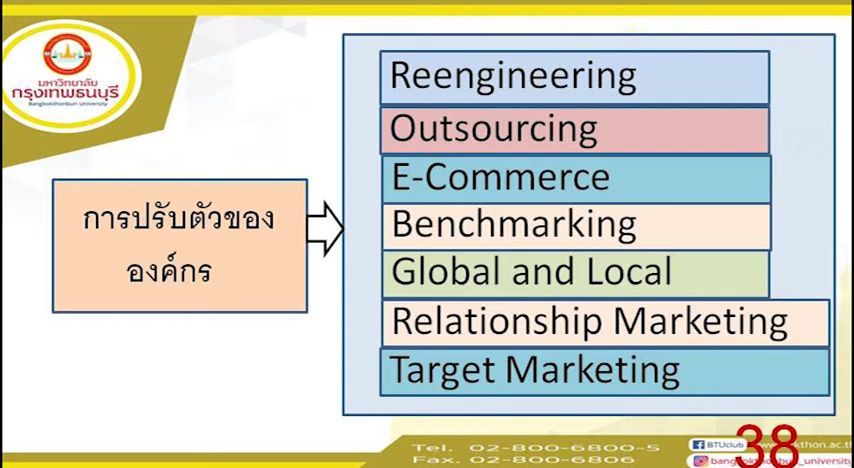 มหาวิทยาลัย
กรุงเทพธนบุรี
Bangkokthonburi University
การปรับตัวของ
องค์กร
Reengineering
Outsourcing
E-Commerce
Benchmarking
Global and Local
Relationship Marketing
Target Marketing
Tel. 02-800-6800-5
Fax. 02-800-6806
BTUclub
38